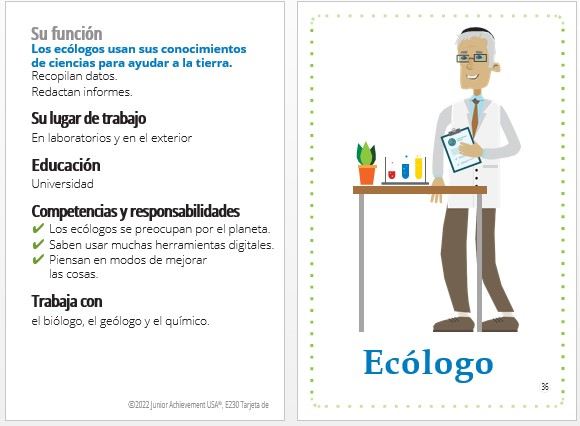 Su función
Los ecólogos usan sus conocimientos
de ciencias para ayudar a la tierra.
Recopilan datos.
Redactan informes.
Su lugar de trabajo
En laboratorios y en el exterior
Educación
Universidad
Competencias y responsabilidades
✔ Los ecólogos se preocupan por el planeta.
✔ Saben usar muchas herramientas digitales.
✔ Piensan en modos de mejorar
las cosas.
Trabaja con
el biólogo, el geólogo y el químico.
©2022 Junior Achievement USA®, EZ30 Tarjeta de
Ecólogo
36